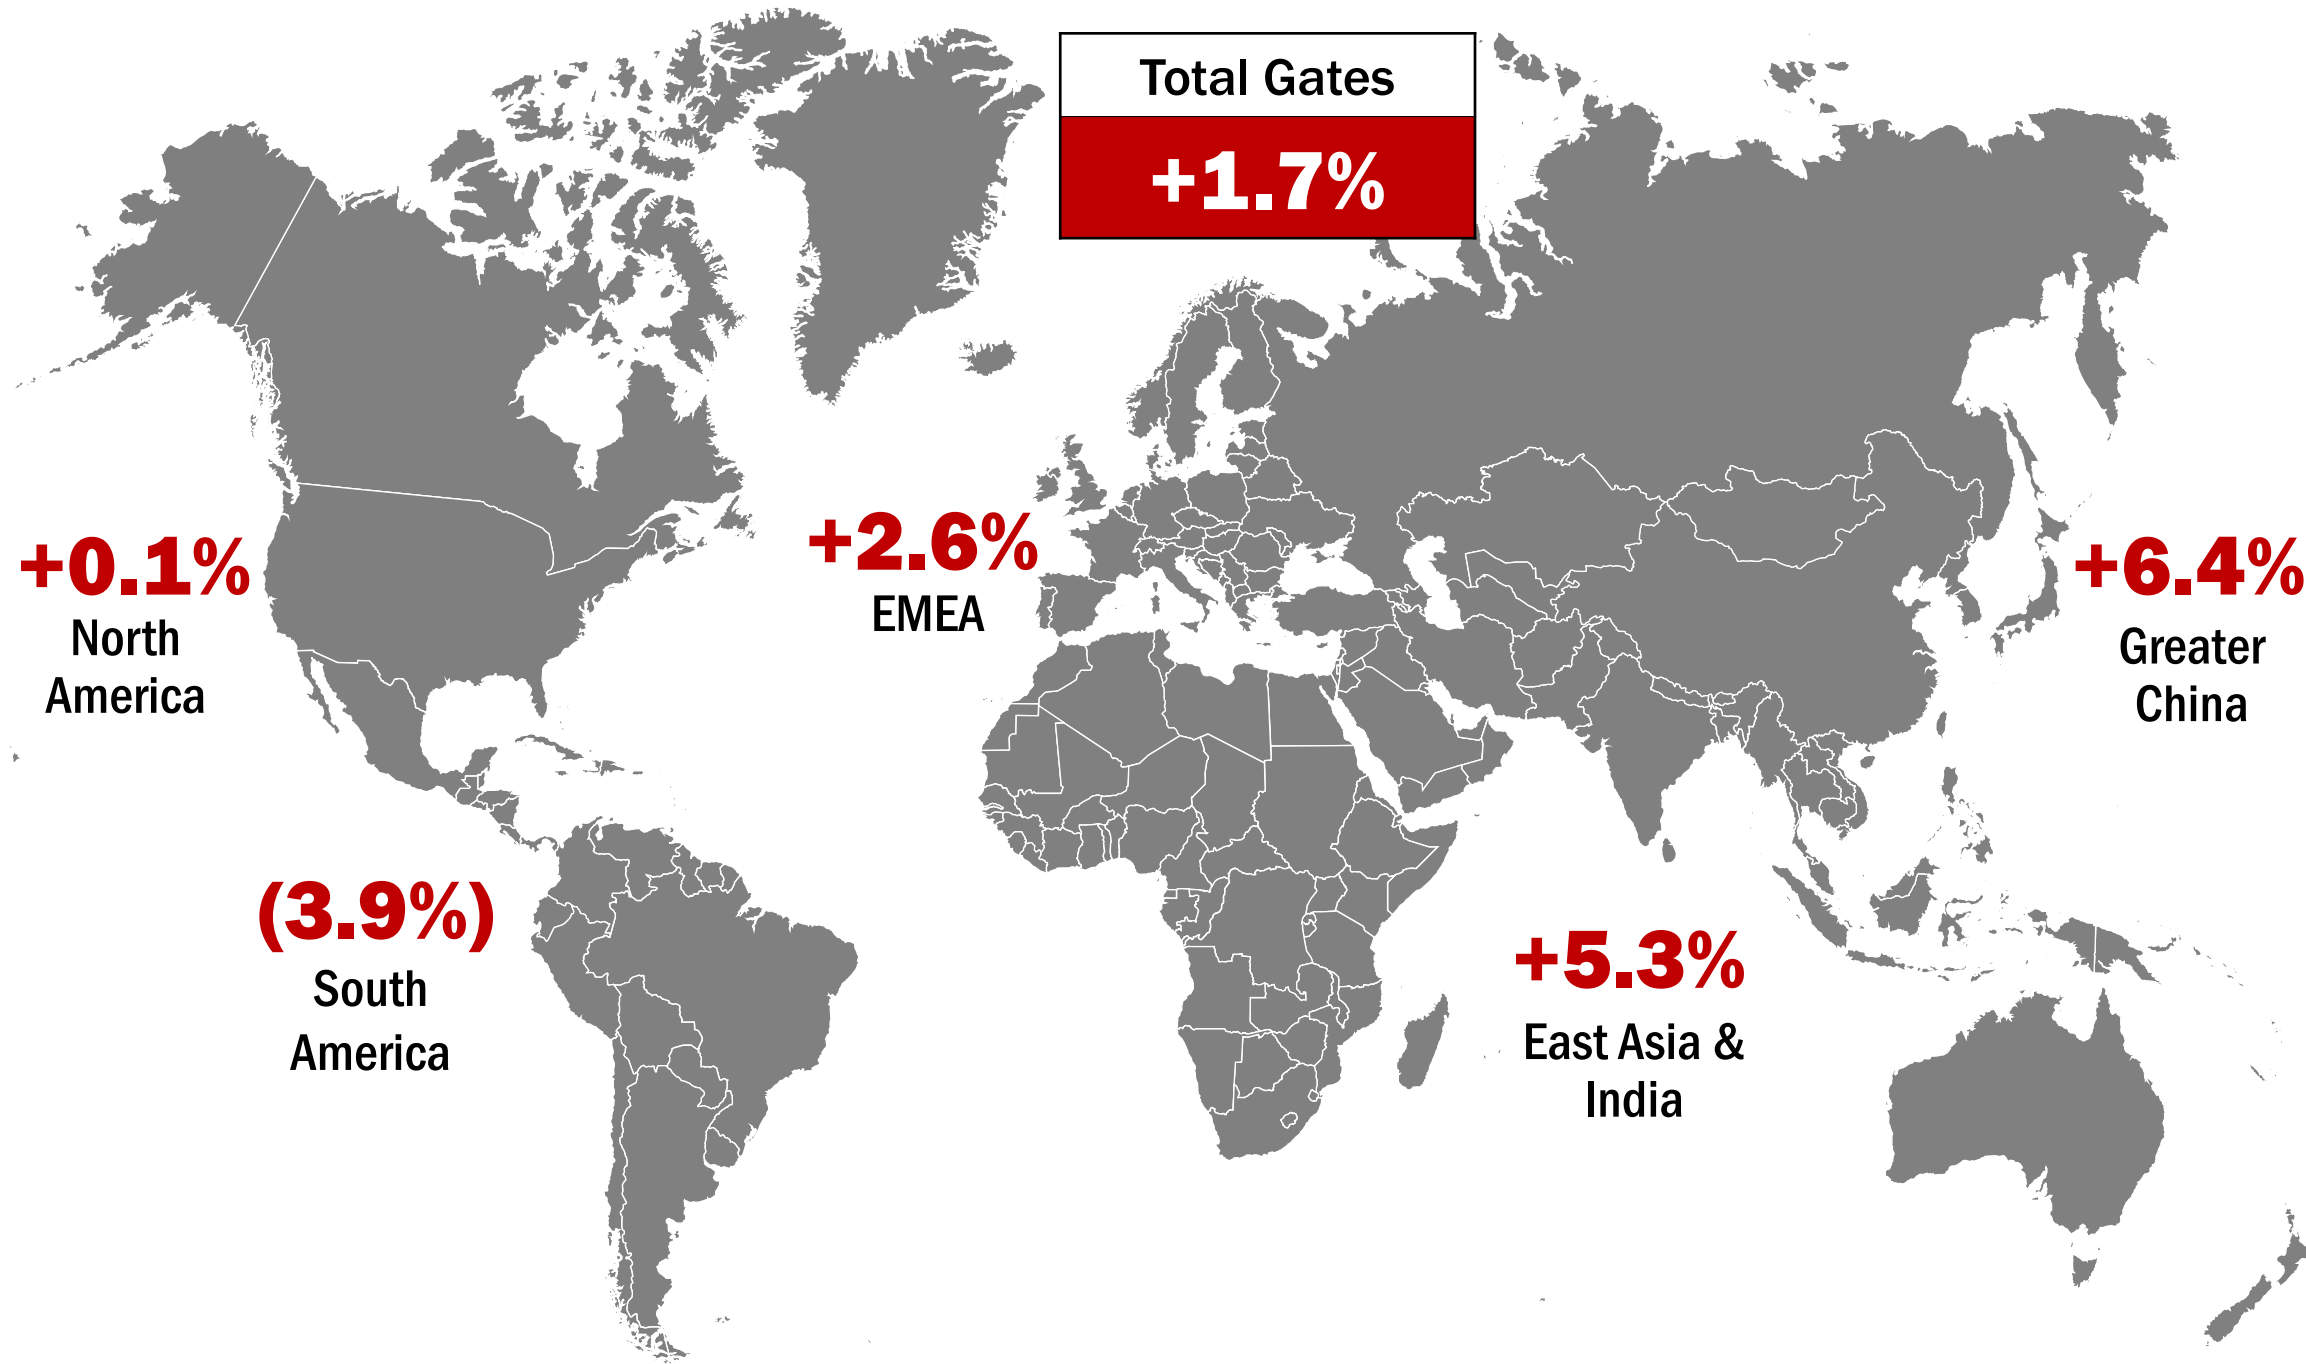 Total Gates
+1.7%
+0.1%
North
America
+2.6%
EMEA
+6.4%
Greater
China
(3.9%)
South
America
+5.3%
East Asia &
India